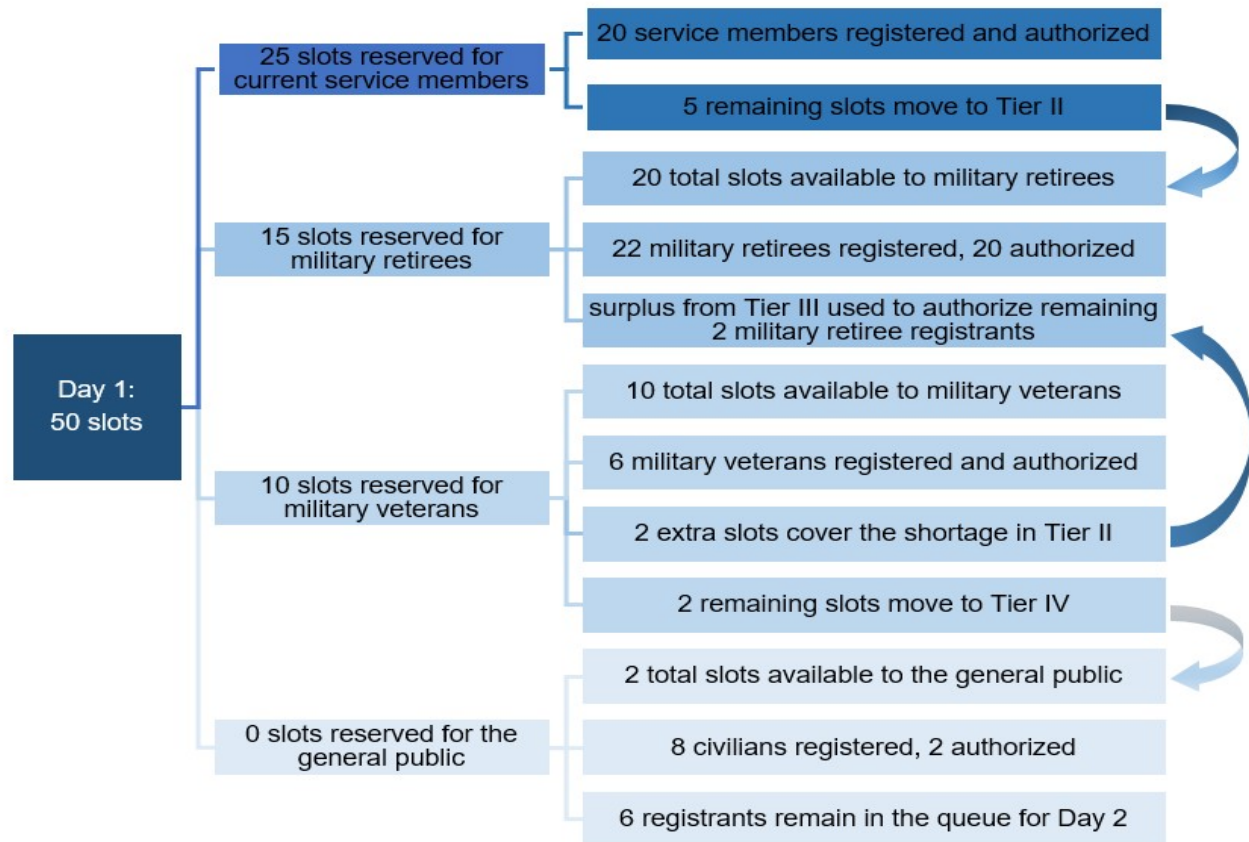 Day 1:
50 slots
25 slots reserved for
current service members
20 service members registered and authorized
5 remaining slots move to Tier II
15 slots reserved for
military retirees
20 total slots available to military retirees
22 military retirees registered, 20 authorized
surplus from Tier III used to authorize remaining
2 military retiree registrants
10 slots reserved for
military veterans
10 total slots available to military veterans
6 military veterans registered and authorized
2 extra slots cover the shortage in Tier II
2 remaining slots move to Tier IV
0 slots reserved for the
general public
2 total slots available to the general public
8 civilians registered, 2 authorized
6 registrants remain in the queue for Day 2